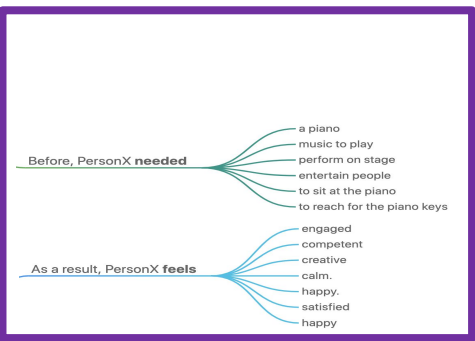 a piano
music to play
Before, PersonX needed
perform on stage
entertain people
to sit at the piano
to reach for the piano keys
engaged
competent
creative
As a result, PersonX feels
calm.
happy.
satisfied
happy